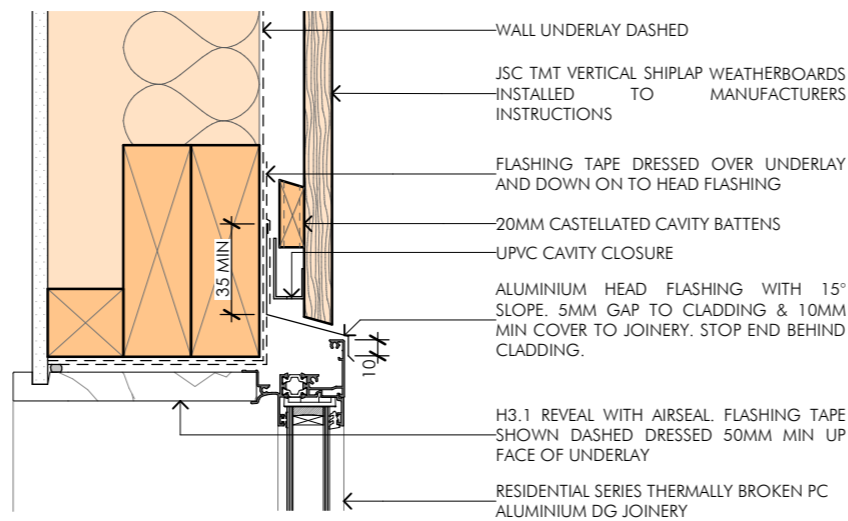 WALL UNDERLAY DASHED
JSC TMT VERTICAL SHIPLAP WEATHERBOARDS
INSTALLED TO MANUFACTURERS
INSTRUCTIONS
FLASHING TAPE DRESSED OVER UNDERLAY
AND DOWN ON TO HEAD FLASHING
20MM CASTELLATED CAVITY BATTENS
35 MIN
UPVC CAVITY CLOSURE
ALUMINIUM HEAD FLASHING WITH 15°
SLOPE. 5MM GAP TO CLADDING & 10MM
MIN COVER TO JOINERY. STOP END BEHIND
CLADDING.
10
H3.1 REVEAL WITH AIRSEAL. FLASHING TAPE
SHOWN DASHED DRESSED 50MM MIN UP
FACE OF UNDERLAY
RESIDENTIAL SERIES THERMALLY BROKEN PC
ALUMINIUM DG JOINERY